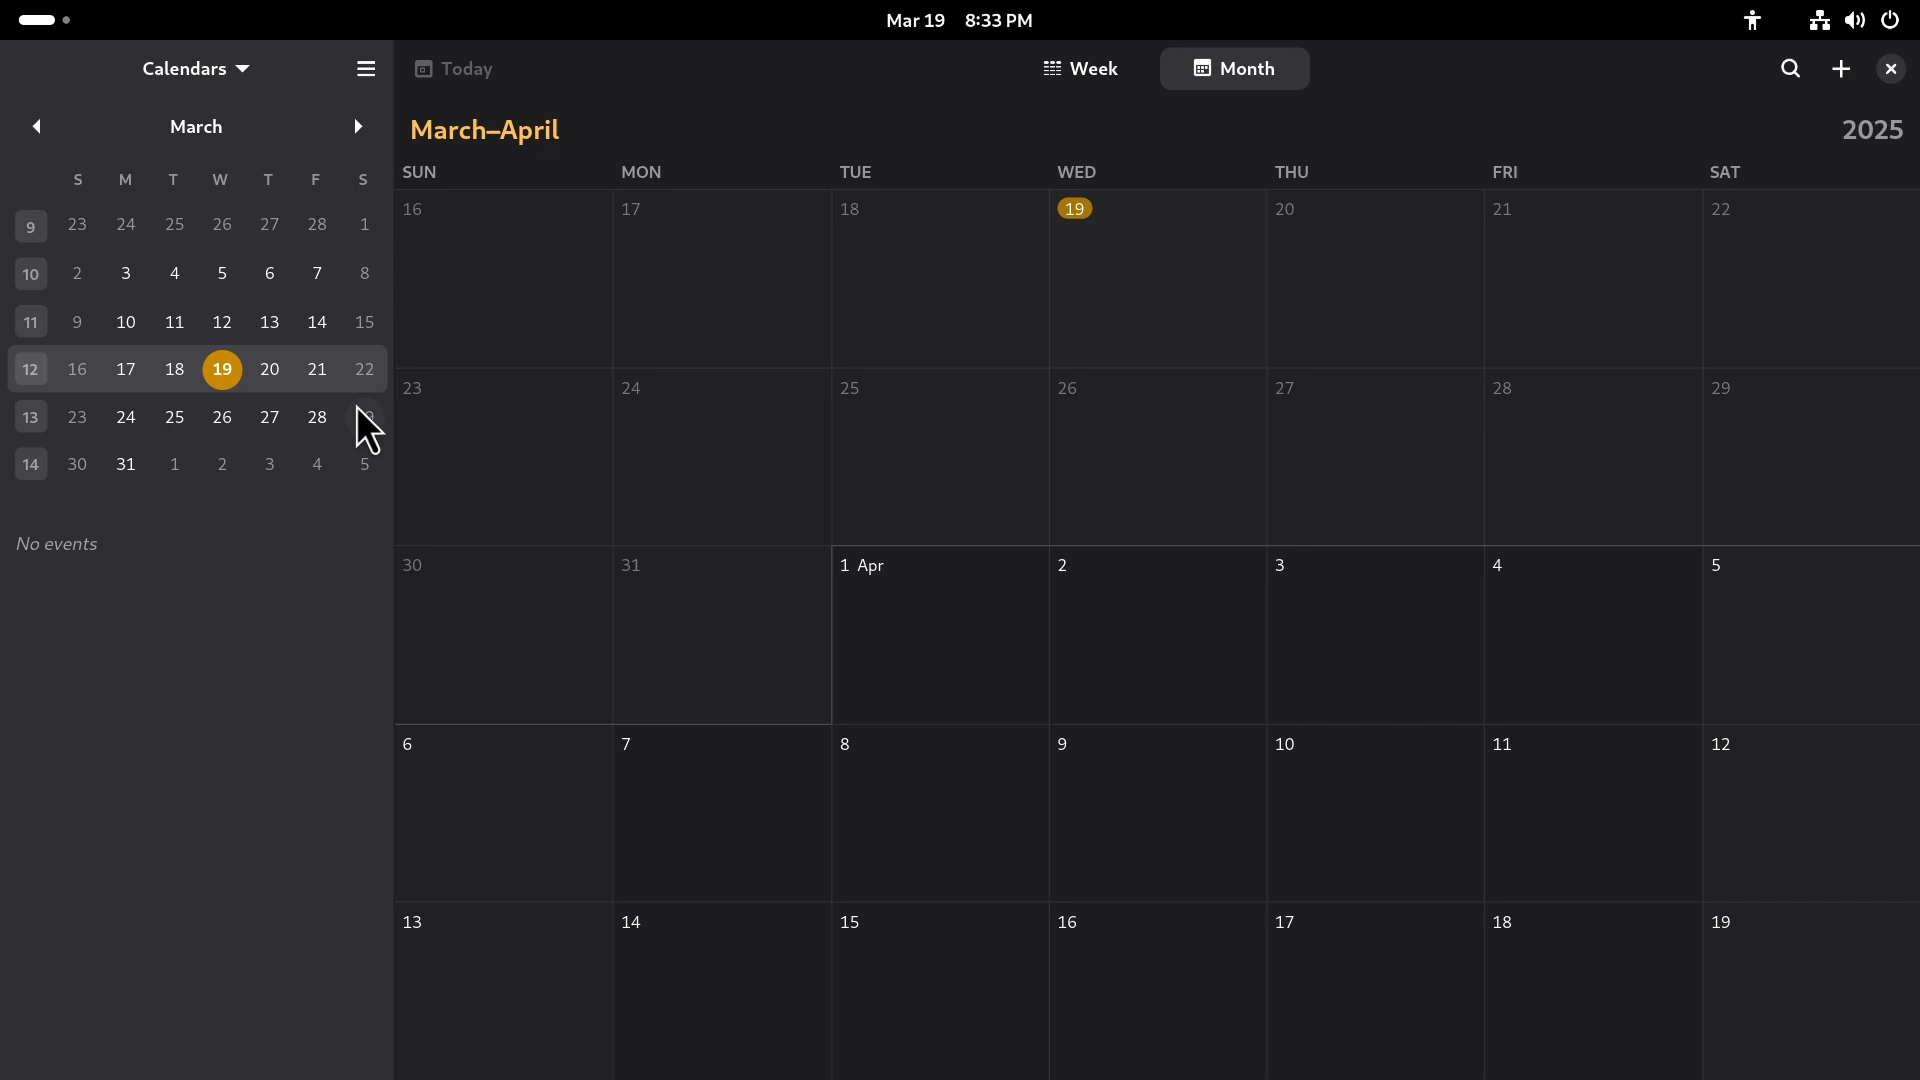 Mar 19 8:33 PM
Calendars
Today
Week
Month
March
March–April
2025
S M T W T F S
9 23 24 25 26 27 28 1
10 2 3 4 5 6 7 8
11 9 10 11 12 13 14 15
12 16 17 18 19 20 21 22
13 23 24 25 26 27 28
14 30 31 1 2 3 4 5
No events
SUN MON TUE WED THU FRI SAT
16 17 18 19 20 21 22
23 24 25 26 27 28 29
30 31 1 Apr 2 3 4 5
6 7 8 9 10 11 12
13 14 15 16 17 18 19